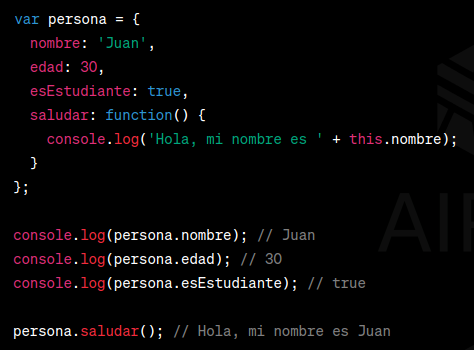 var persona = {
  nombre: 'Juan',
  edad: 30,
  esEstudiante: true,
  saludar: function() {
    console.log('Hola, mi nombre es ' + this.nombre);
  }
};

console.log(persona.nombre); // Juan
console.log(persona.edad); // 30
console.log(persona.esEstudiante); // true

persona.saludar(); // Hola, mi nombre es Juan